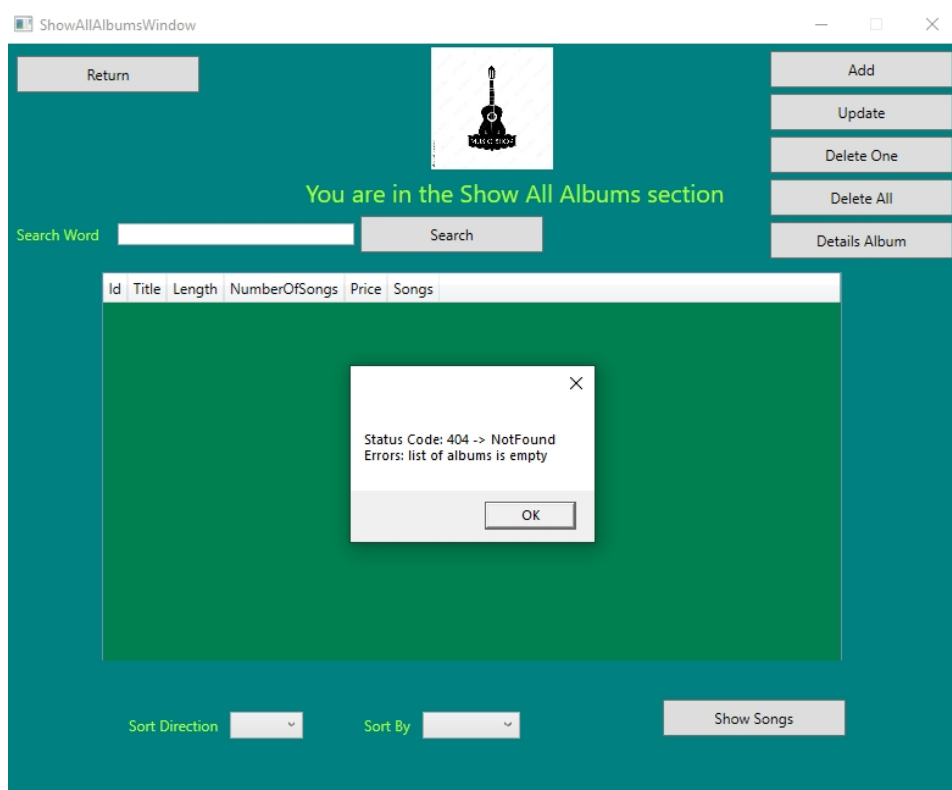 ShowAllAlbumsWindow
Return
MUSIC SHOP
Add
Update
Delete One
Delete All
Details Album
You are in the Show All Albums section
Search Word
Search
Id Title Length NumberOfSongs Price Songs
Status Code: 404 -> NotFound
Errors: list of albums is empty
OK
Sort Direction
Sort By
Show Songs